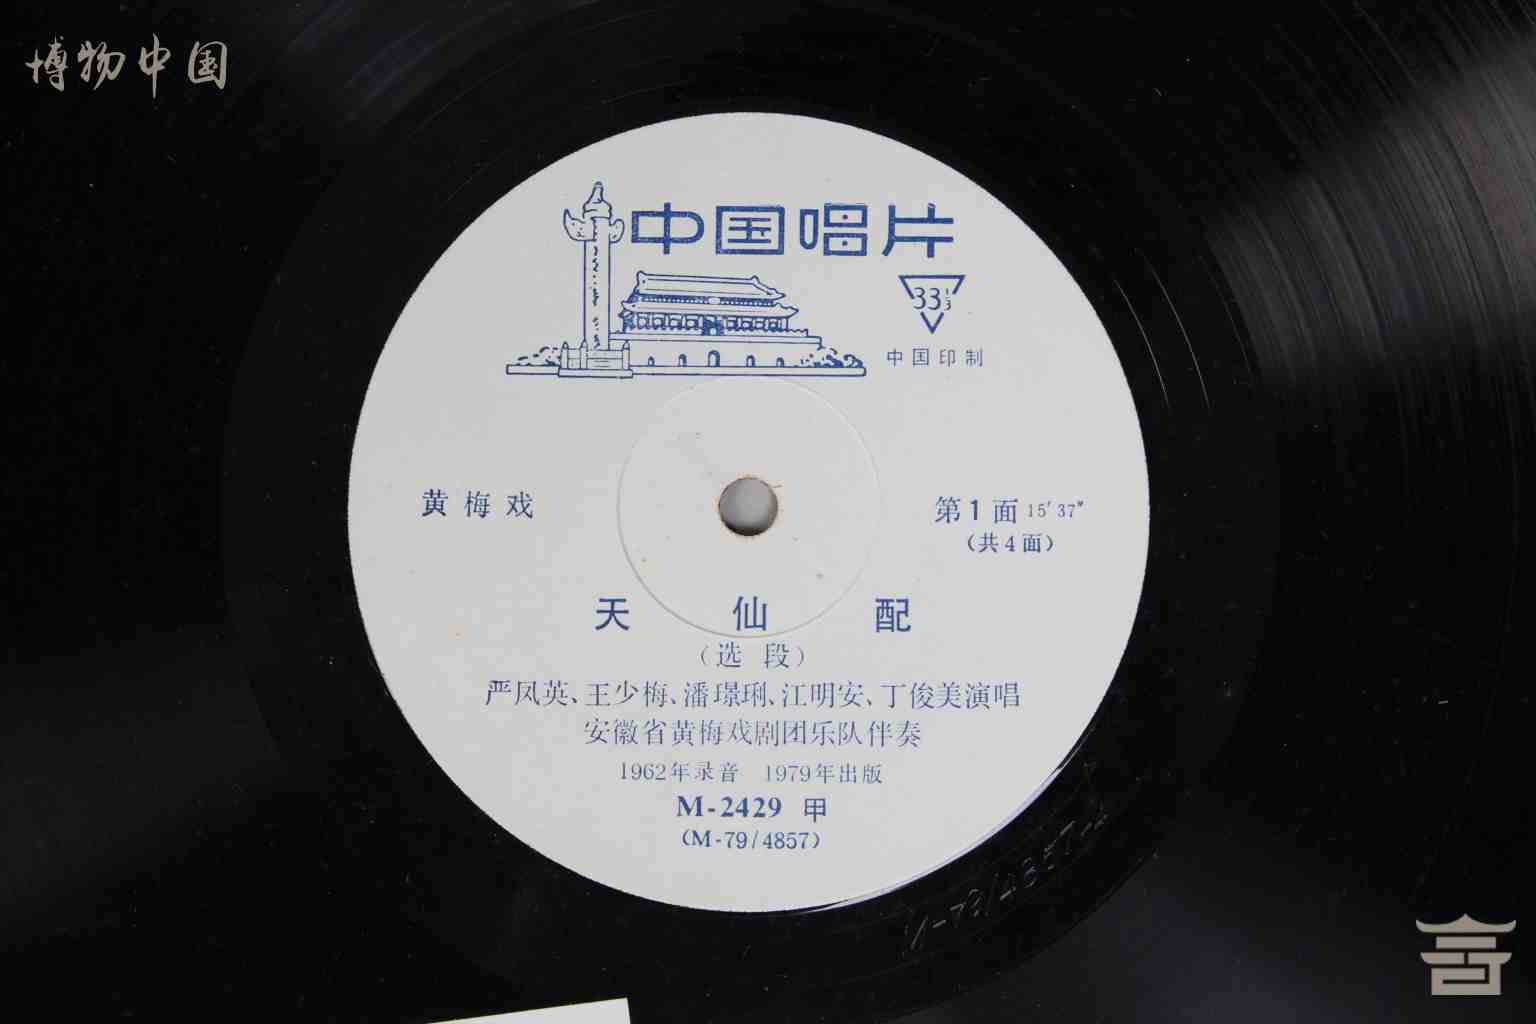 博物中国
中国唱片
33⅓
中国印制
黄梅戏
第1面 15′37″
（共4面）
天仙配
（选段）
严凤英、王少梅、潘璟琍、江明安、丁俊美演唱
安徽省黄梅戏剧团乐队伴奏
1962年录音 1979年出版
M-2429 甲
(M-79/4857)